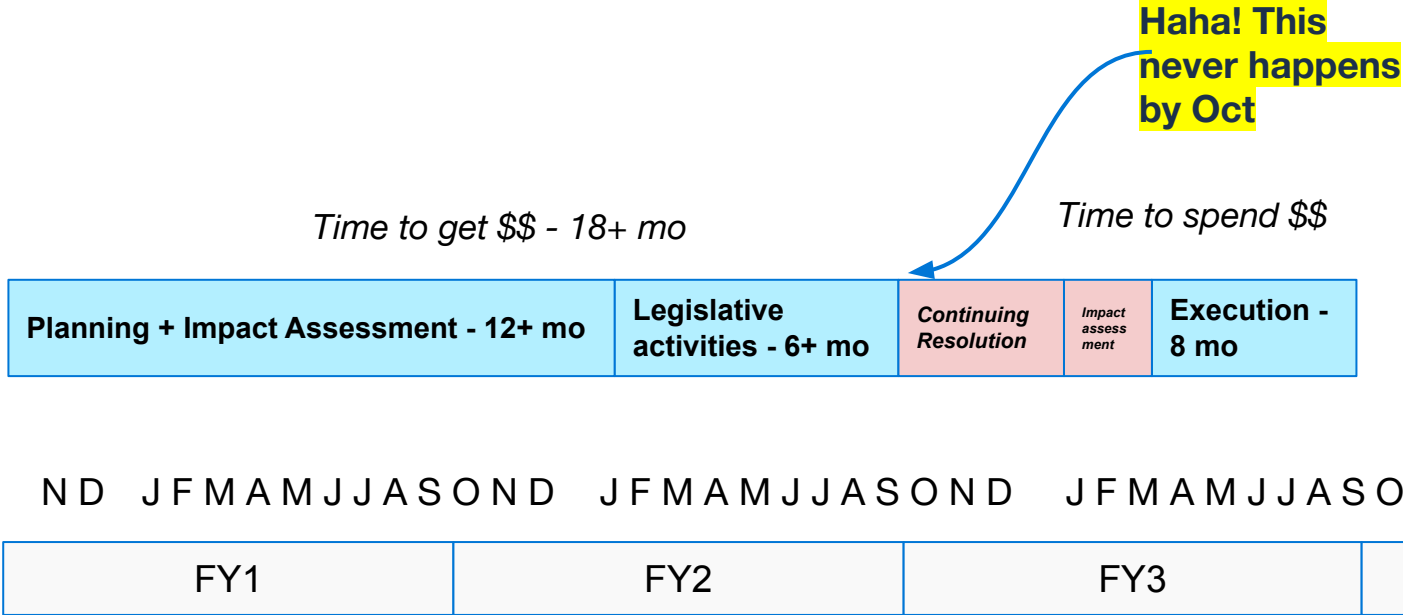 Haha! This
never happens
by Oct
Time to get $$ - 18+ mo
Time to spend $$
Planning + Impact Assessment - 12+ mo
Legislative
activities - 6+ mo
Continuing
Resolution
Impact
assess
ment
Execution -
8 mo
N D J F M A M J J A S O N D J F M A M J J A S O N D J F M A M J J A S O
FY1
FY2
FY3